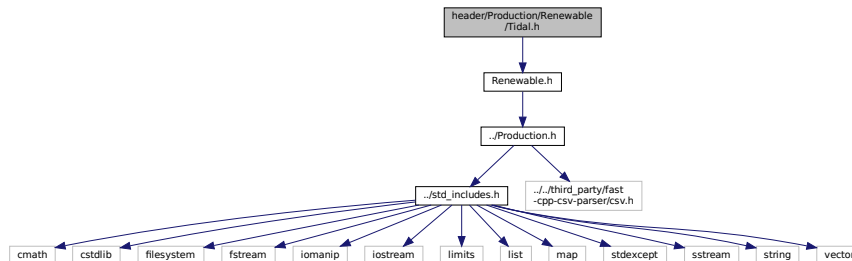 header/Production/Renewable
/Tidal.h
Renewable.h
../Production.h
../std_includes.h
../../third_party/fast
-cpp-csv-parser/csv.h
cmath
cstdlib
filesystem
fstream
iomanip
iostream
limits
list
map
stdexcept
sstream
string
vector